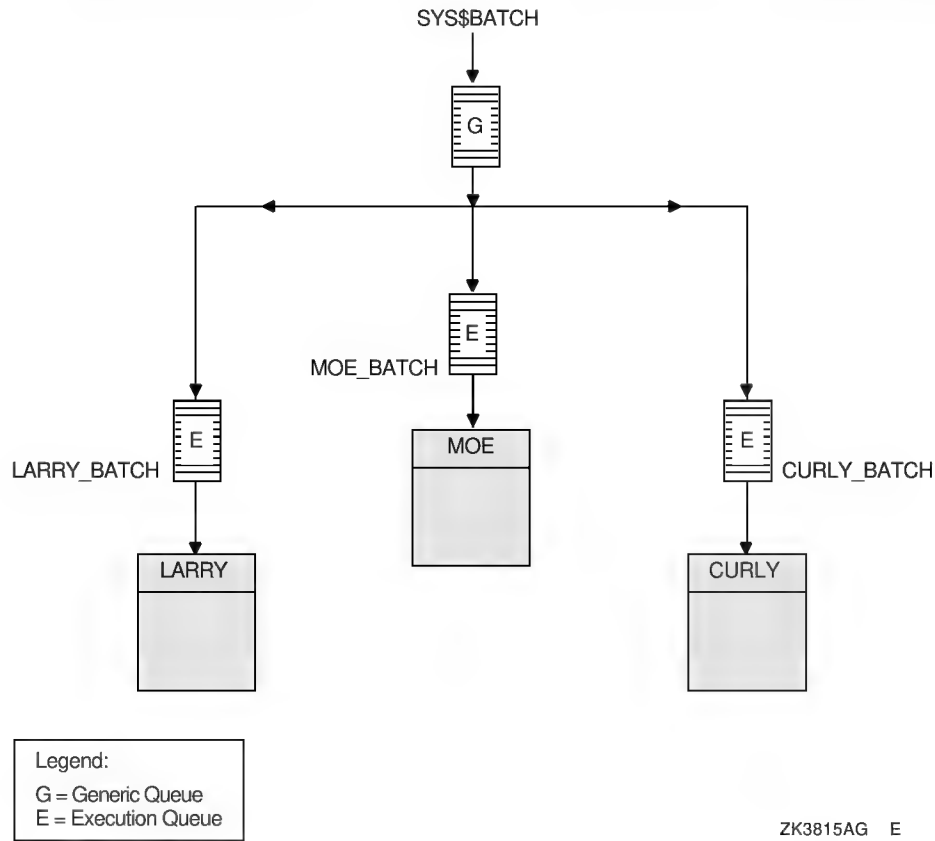 SYS$BATCH
G
E
MOE_BATCH
MOE
E
LARRY_BATCH
E
CURLY_BATCH
LARRY
CURLY
Legend:
G = Generic Queue
E = Execution Queue
ZK3815AG E